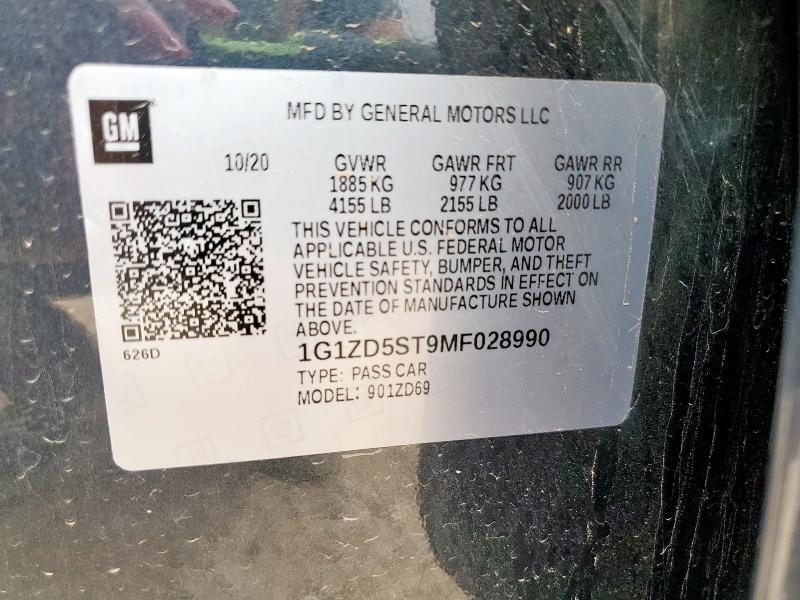 GM
MFD BY GENERAL MOTORS LLC
10/20 GVWR GAWR FRT GAWR RR
1885 KG 977 KG 907 KG
4155 LB 2155 LB 2000 LB
THIS VEHICLE CONFORMS TO ALL
APPLICABLE U.S. FEDERAL MOTOR
VEHICLE SAFETY, BUMPER, AND THEFT
PREVENTION STANDARDS IN EFFECT ON
THE DATE OF MANUFACTURE SHOWN
ABOVE.
626D
1G1ZD5ST9MF028990
TYPE: PASS CAR
MODEL: 901ZD69